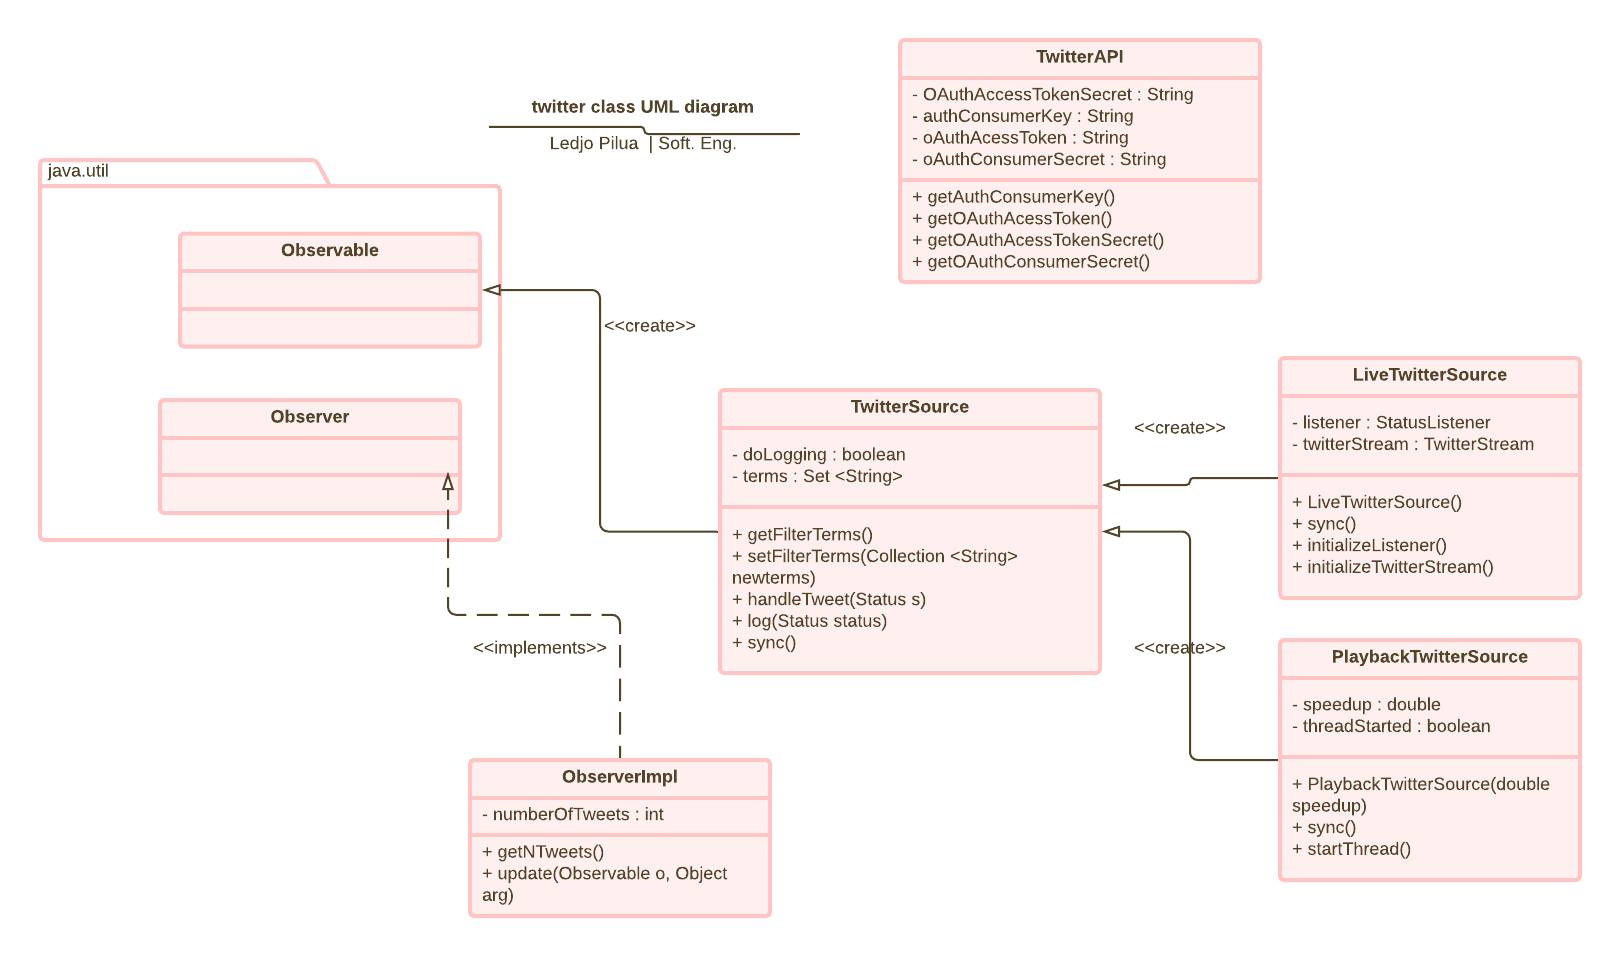 twitter class UML diagram
Ledjo Pilua | Soft. Eng.
TwitterAPI
- OAuthAccessTokenSecret : String
- authConsumerKey : String
- oAuthAcessToken : String
- oAuthConsumerSecret : String
+ getAuthConsumerKey()
+ getOAuthAcessToken()
+ getOAuthAcessTokenSecret()
+ getOAuthConsumerSecret()
java.util
Observable
<<create>>
Observer
TwitterSource
- doLogging : boolean
- terms : Set <String>
+ getFilterTerms()
+ setFilterTerms(Collection <String>
newterms)
+ handleTweet(Status s)
+ log(Status status)
+ sync()
<<create>>
LiveTwitterSource
- listener : StatusListener
- twitterStream : TwitterStream
+ LiveTwitterSource()
+ sync()
+ initializeListener()
+ initializeTwitterStream()
<<implements>>
<<create>>
PlaybackTwitterSource
- speedup : double
- threadStarted : boolean
+ PlaybackTwitterSource(double
speedup)
+ sync()
+ startThread()
ObserverImpl
- numberOfTweets : int
+ getNTweets()
+ update(Observable o, Object
arg)